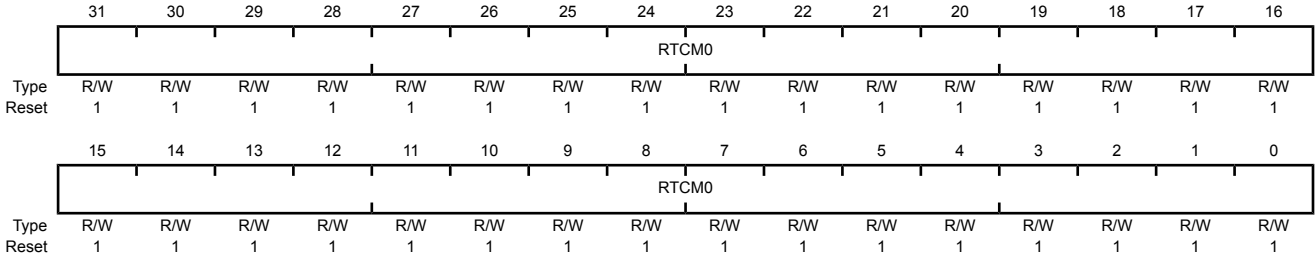 31 30 29 28 27 26 25 24 23 22 21 20 19 18 17 16
RTCM0
Type R/W R/W R/W R/W R/W R/W R/W R/W R/W R/W R/W R/W R/W R/W R/W R/W
Reset 1 1 1 1 1 1 1 1 1 1 1 1 1 1 1 1
15 14 13 12 11 10 9 8 7 6 5 4 3 2 1 0
RTCM0
Type R/W R/W R/W R/W R/W R/W R/W R/W R/W R/W R/W R/W R/W R/W R/W R/W
Reset 1 1 1 1 1 1 1 1 1 1 1 1 1 1 1 1